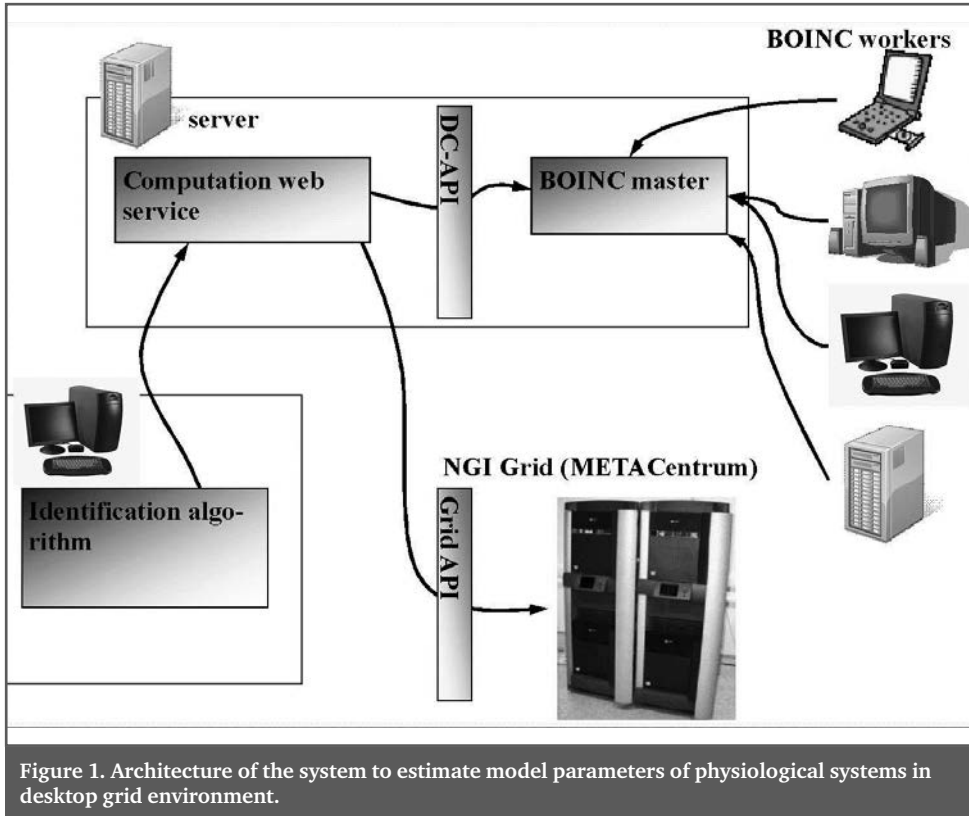 BOINC workers
server
DC-API
Computation web
service
BOINC master
NGI Grid (METACentrum)
Identification algo-
rithm
Grid API
Figure 1. Architecture of the system to estimate model parameters of physiological systems in
desktop grid environment.